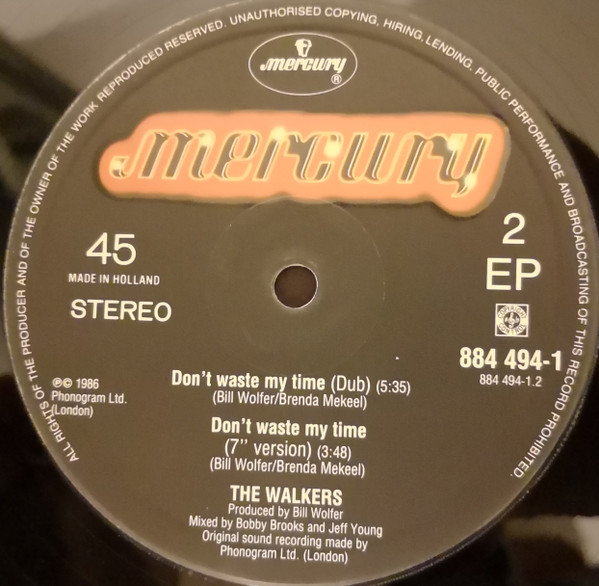 ALL RIGHTS OF THE PRODUCER AND OF THE OWNER OF THE WORK REPRODUCED RESERVED. UNAUTHORISED COPYING, HIRING, LENDING, PUBLIC PERFORMANCE AND BROADCASTING OF THIS RECORD PROHIBITED.
mercury ®
mercury
45
MADE IN HOLLAND
STEREO
2
EP
884 494-1
884 494-1.2
℗© 1986
Phonogram Ltd.
(London)
Don't waste my time (Dub) (5:35)
(Bill Wolfer/Brenda Mekeel)
Don't waste my time
(7" version) (3:48)
(Bill Wolfer/Brenda Mekeel)
THE WALKERS
Produced by Bill Wolfer
Mixed by Bobby Brooks and Jeff Young
Original sound recording made by
Phonogram Ltd. (London)